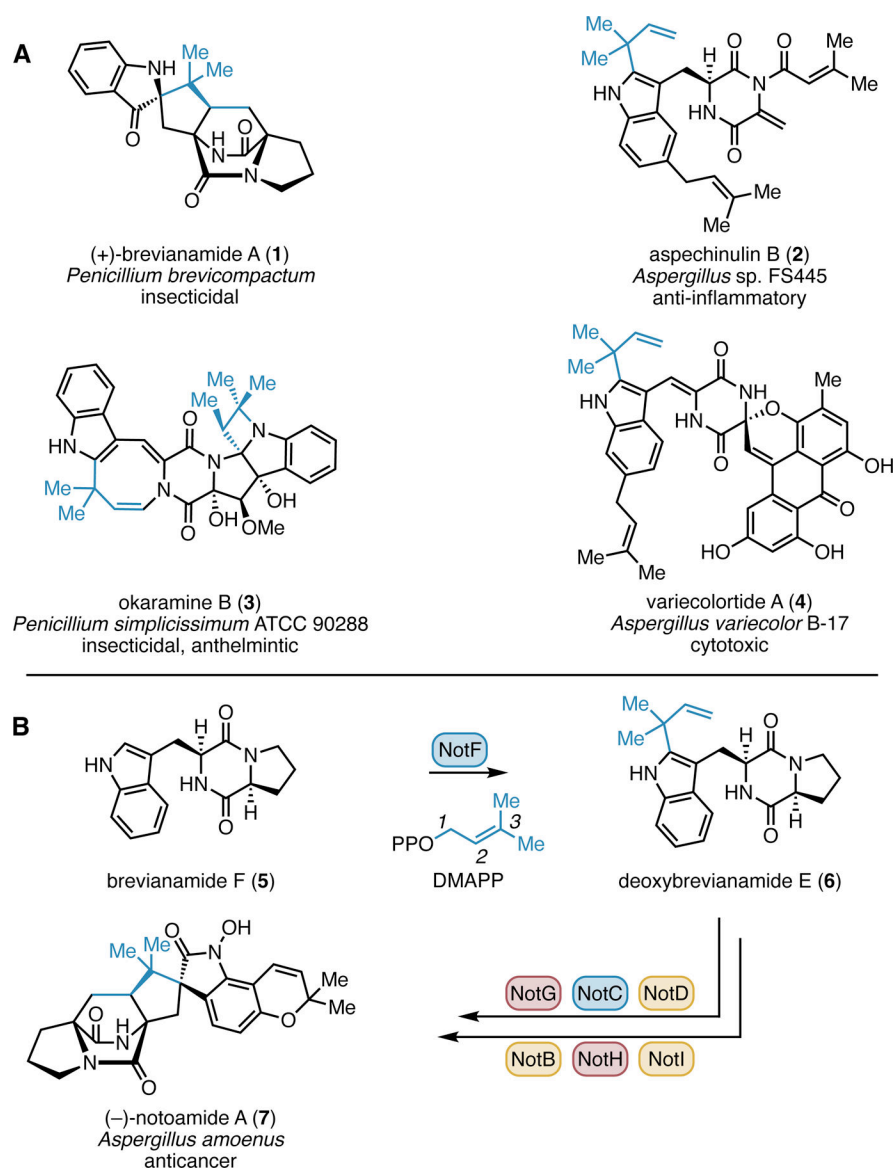 A
Me
Me
NH
O
H
N
O
N
O
(+)-brevianamide A (1)
Penicillium brevicompactum
insecticidal
Me
Me
H
O
O
Me
N
Me
HN
HN
O
Me
Me
aspechinulin B (2)
Aspergillus sp. FS445
anti-inflammatory
Me
Me
Me
O
N
HN
N
N
Me
Me
O
OH
OMe
OH
okaramine B (3)
Penicillium simplicissimum ATCC 90288
insecticidal, anthelmintic
Me
Me
O
NH
Me
HN
HN
O
O
OH
O
Me
Me
HO
OH
variecolortide A (4)
Aspergillus variecolor B-17
cytotoxic
B
H
O
N
HN
HN
O
H
brevianamide F (5)
NotF
Me
1
3
PPO
Me
2
DMAPP
Me
Me
H
O
N
HN
HN
O
H
deoxybrevianamide E (6)
OH
O
N
Me
Me
Me
Me
O
O
H
N
N
O
(–)-notoamide A (7)
Aspergillus amoenus
anticancer
NotG NotC NotD
NotB NotH NotI